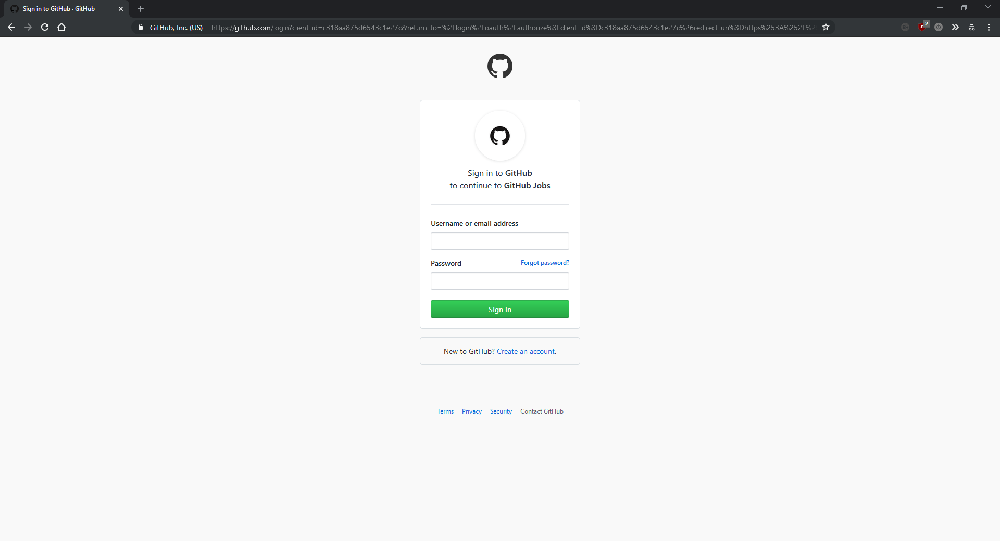 Sign in to GitHub · GitHub
GitHub, Inc. (US) | https://github.com/login?client_id=c318aa875d6543c1e27c&return_to=%2Flogin%2Foauth%2Fauthorize%3Fclient_id%3Dc318aa875d6543c1e27c%26redirect_uri%3Dhttps%253A%252F%2
2
Sign in to GitHub
to continue to GitHub Jobs
Username or email address
Password Forgot password?
Sign in
New to GitHub? Create an account.
Terms Privacy Security Contact GitHub